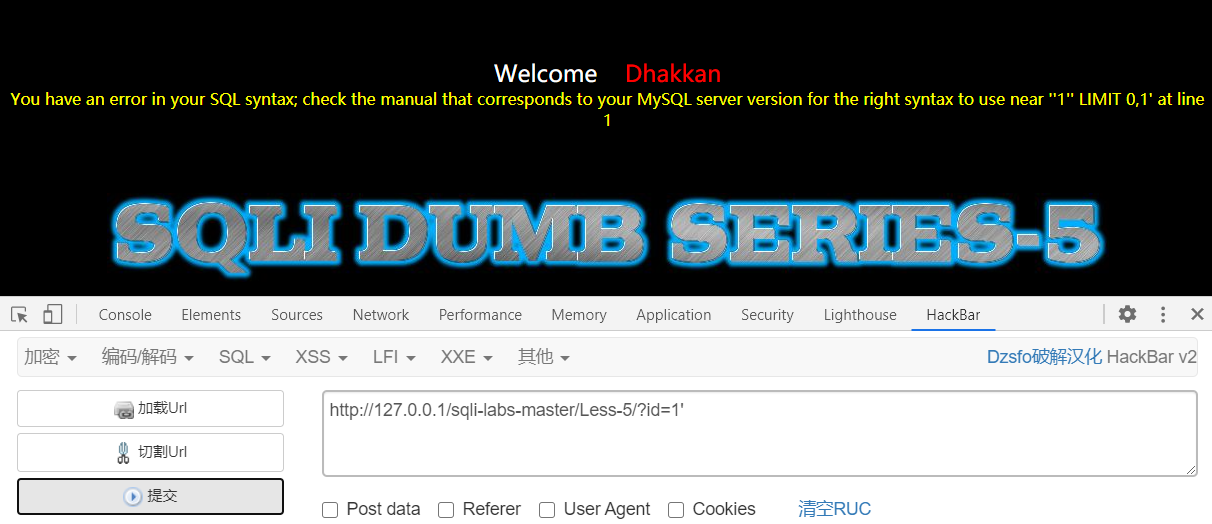 Welcome Dhakkan
You have an error in your SQL syntax; check the manual that corresponds to your MySQL server version for the right syntax to use near ''1'' LIMIT 0,1' at line
1
SQLI DUMB SERIES-5
Console Elements Sources Network Performance Memory Application Security Lighthouse HackBar
加密 编码/解码 SQL XSS LFI XXE 其他 Dzsfo破解汉化 HackBar v2
加载Url
http://127.0.0.1/sqli-labs-master/Less-5/?id=1'
切割Url
提交
Post data Referer User Agent Cookies 清空RUC